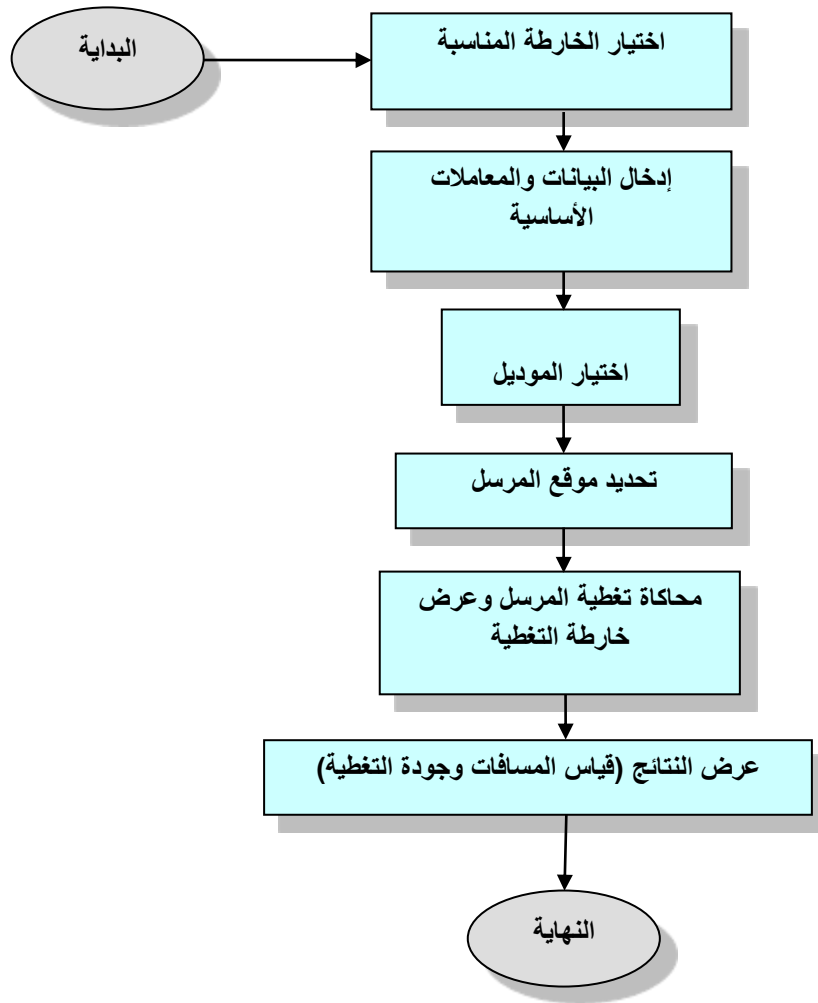 البداية
اختيار الخارطة المناسبة
إدخال البيانات والمعاملات
الأساسية
اختيار الموديل
تحديد موقع المرسل
محاكاة تغطية المرسل وعرض
خارطة التغطية
عرض النتائج (قياس المسافات وجودة التغطية)
النهاية